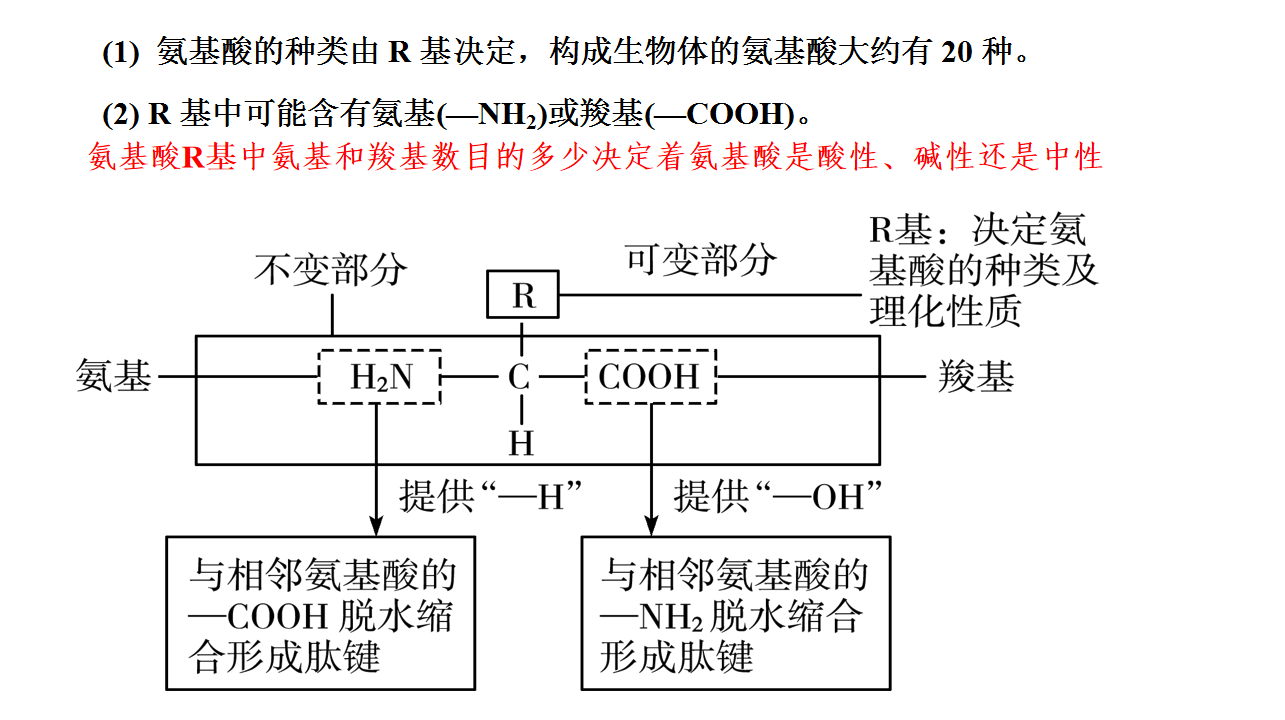 (1) 氨基酸的种类由 R 基决定，构成生物体的氨基酸大约有 20 种。
(2) R 基中可能含有氨基(—NH₂)或羧基(—COOH)。
氨基酸R基中氨基和羧基数目的多少决定着氨基酸是酸性、碱性还是中性
不变部分
R
可变部分
R基：决定氨
基酸的种类及
理化性质
氨基
H₂N
C
COOH
羧基
H
提供“—H”
提供“—OH”
与相邻氨基酸的
—COOH 脱水缩
合形成肽键
与相邻氨基酸的
—NH₂ 脱水缩合
形成肽键